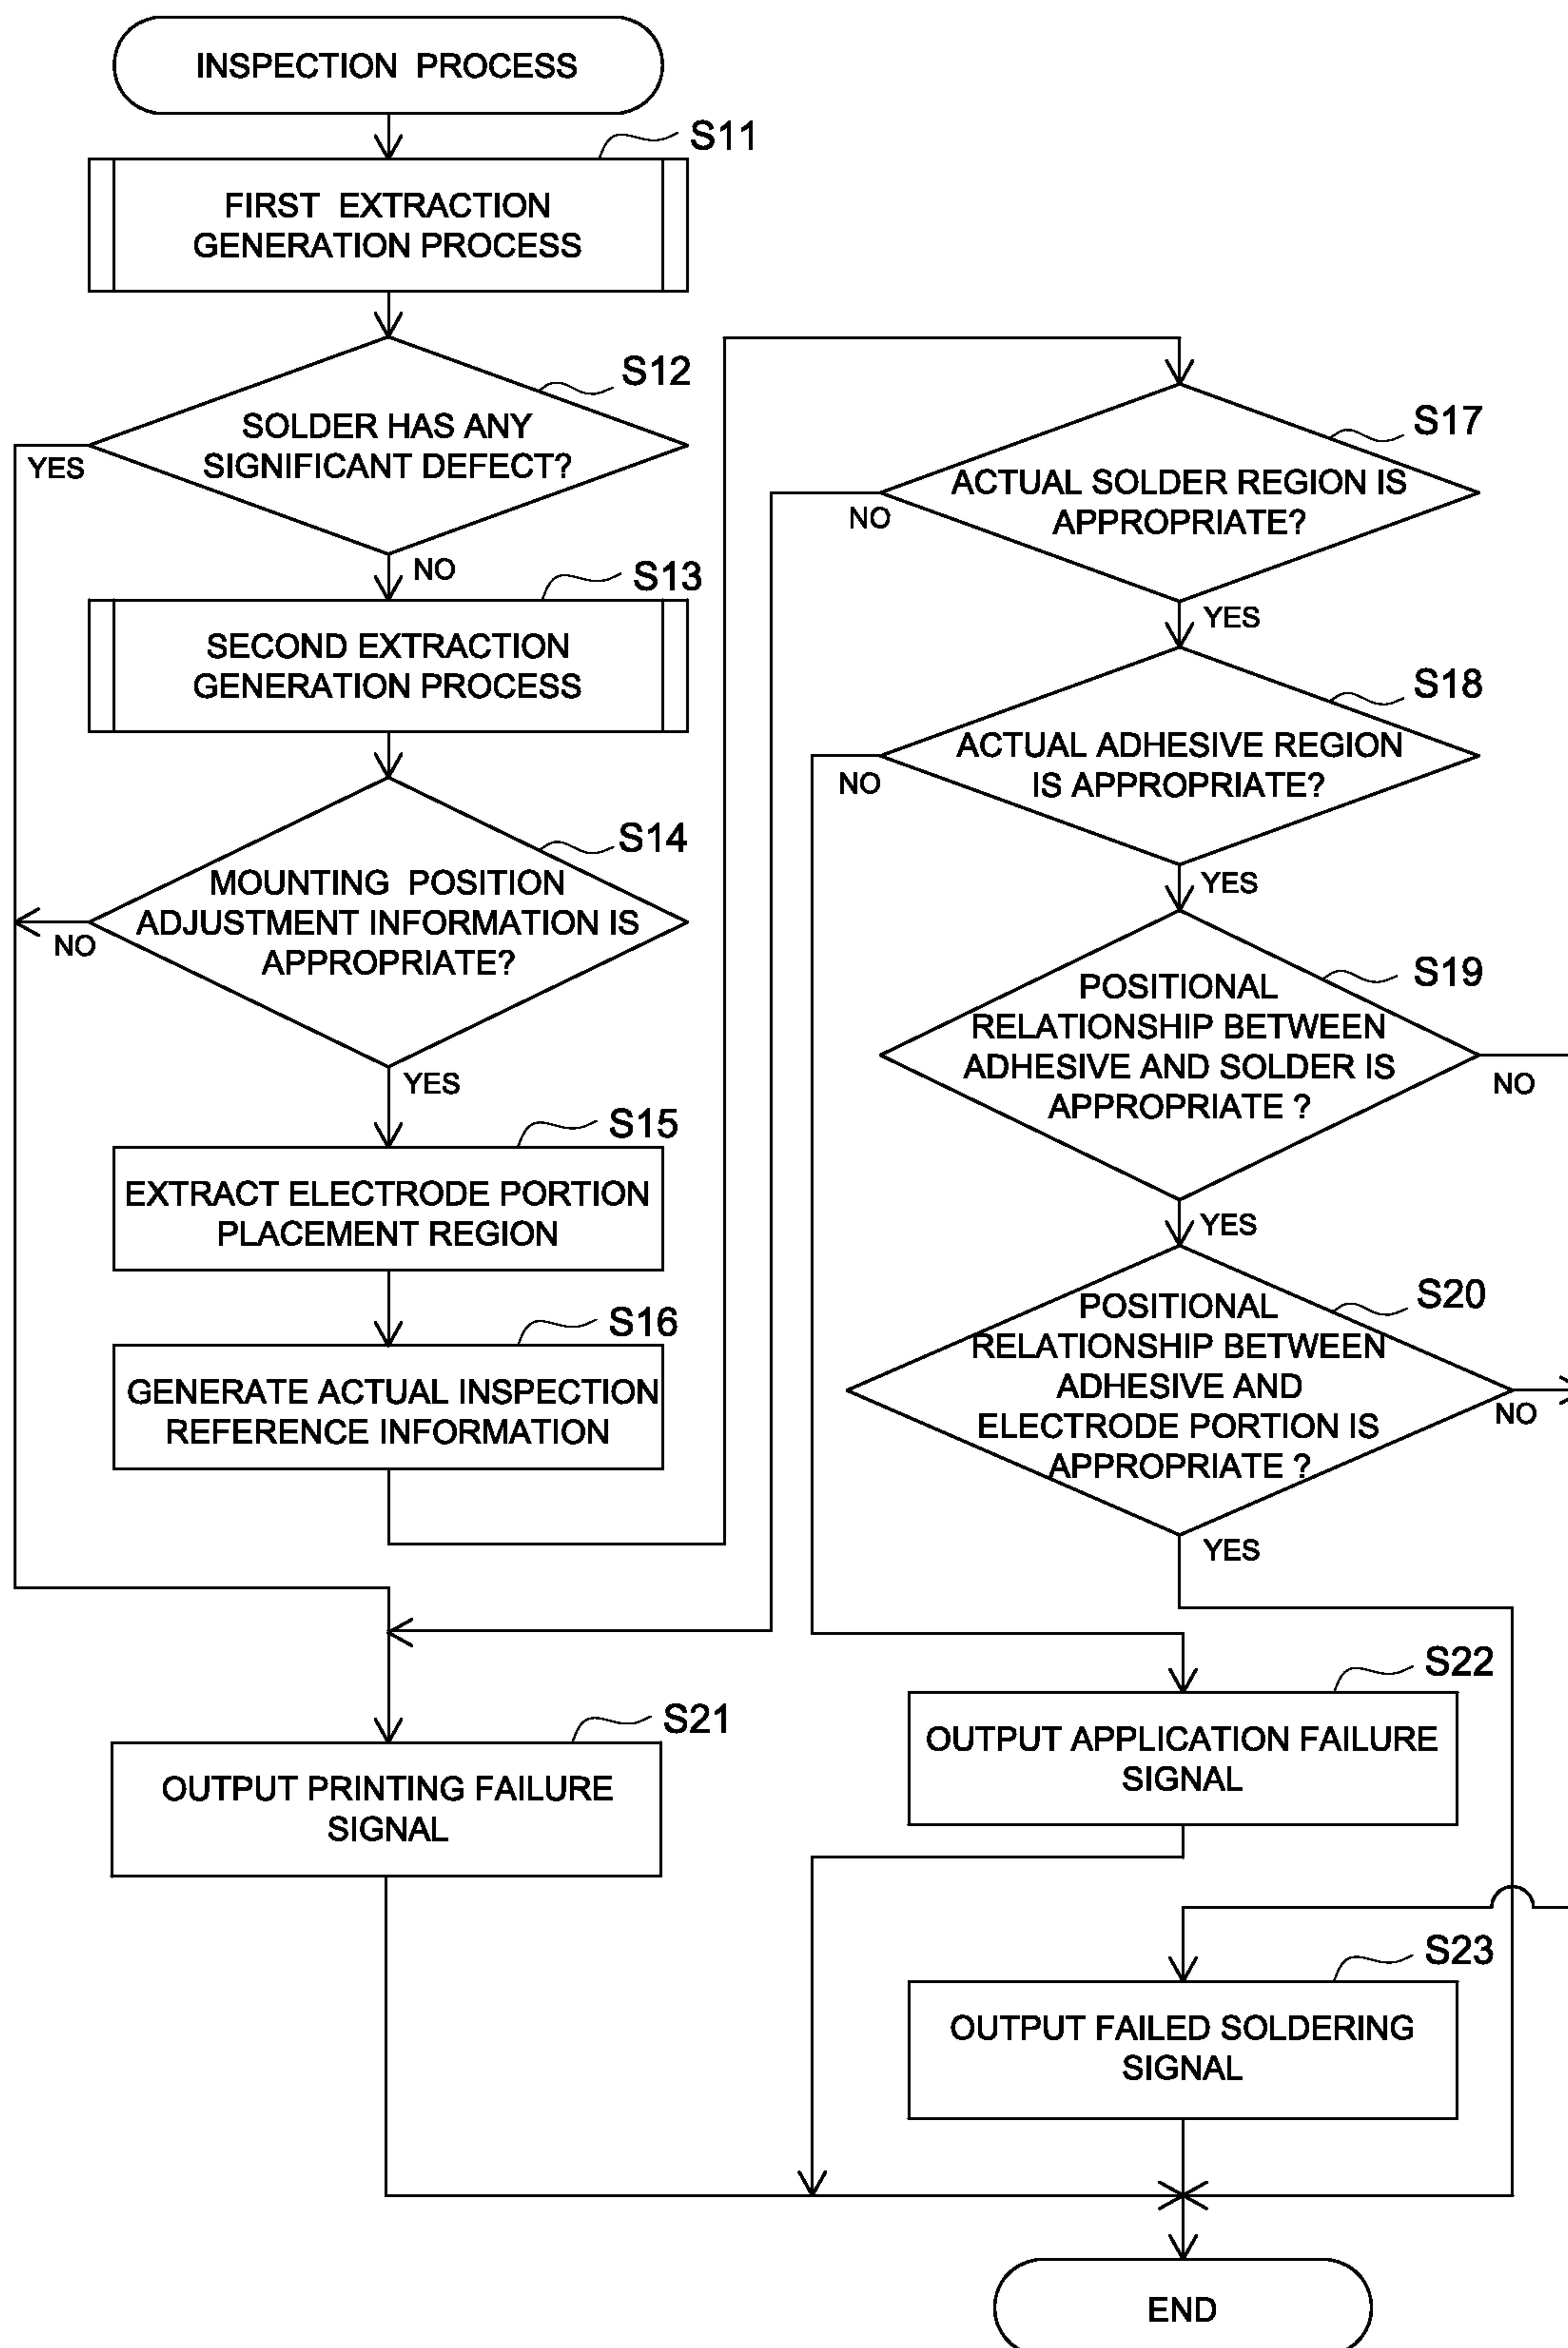 INSPECTION PROCESS
S11
FIRST EXTRACTION
GENERATION PROCESS
S12
SOLDER HAS ANY
SIGNIFICANT DEFECT?
YES
NO
S13
SECOND EXTRACTION
GENERATION PROCESS
S14
MOUNTING POSITION
ADJUSTMENT INFORMATION IS
APPROPRIATE?
NO
YES
S15
EXTRACT ELECTRODE PORTION
PLACEMENT REGION
S16
GENERATE ACTUAL INSPECTION
REFERENCE INFORMATION
S17
ACTUAL SOLDER REGION IS
APPROPRIATE?
NO
YES
S18
ACTUAL ADHESIVE REGION
IS APPROPRIATE?
NO
YES
S19
POSITIONAL
RELATIONSHIP BETWEEN
ADHESIVE AND SOLDER IS
APPROPRIATE ?
NO
YES
S20
POSITIONAL
RELATIONSHIP BETWEEN
ADHESIVE AND
ELECTRODE PORTION IS
APPROPRIATE ?
NO
YES
S21
OUTPUT PRINTING FAILURE
SIGNAL
S22
OUTPUT APPLICATION FAILURE
SIGNAL
S23
OUTPUT FAILED SOLDERING
SIGNAL
END